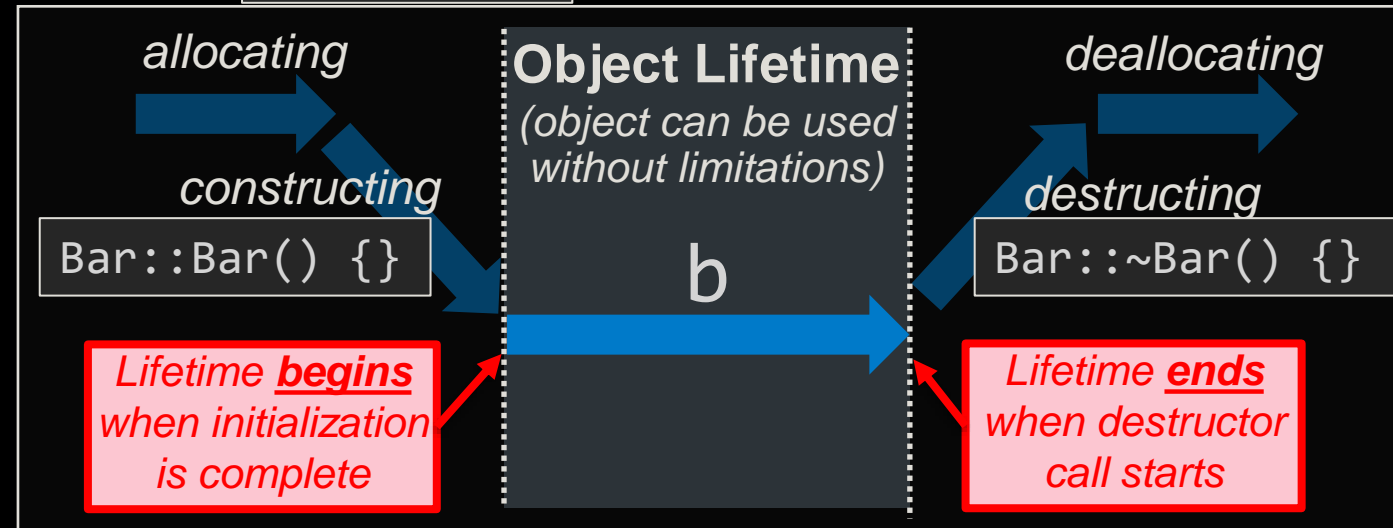 allocating
constructing
Bar::Bar() {}
Lifetime begins
when initialization
is complete
Object Lifetime
(object can be used
without limitations)
b
deallocating
destructing
Bar::~Bar() {}
Lifetime ends
when destructor
call starts